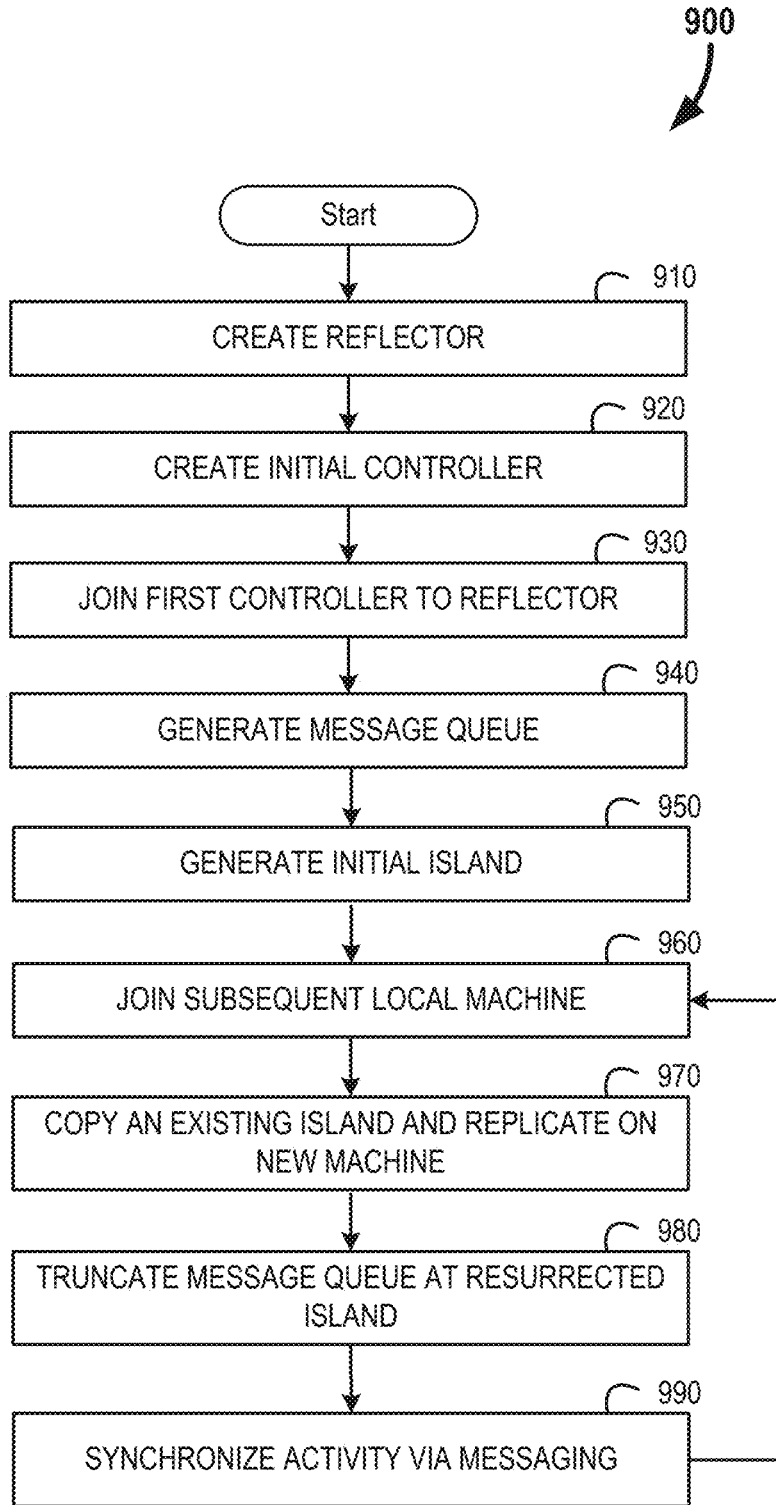 900
Start
910
CREATE REFLECTOR
920
CREATE INITIAL CONTROLLER
930
JOIN FIRST CONTROLLER TO REFLECTOR
940
GENERATE MESSAGE QUEUE
950
GENERATE INITIAL ISLAND
960
JOIN SUBSEQUENT LOCAL MACHINE
970
COPY AN EXISTING ISLAND AND REPLICATE ON
NEW MACHINE
980
TRUNCATE MESSAGE QUEUE AT RESURRECTED
ISLAND
990
SYNCHRONIZE ACTIVITY VIA MESSAGING